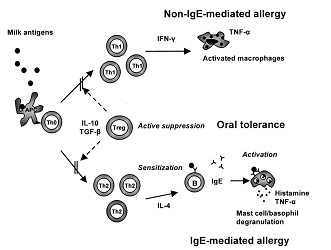 Non-IgE-mediated allergy
Milk antigens
IFN-γ
TNF-α
Th1
Th1
Th1
Activated macrophages
APC
Th0
IL-10
TGF-β
Treg
Active suppression
Oral tolerance
Sensitization
Activation
Th2
Th2
Th2
B
IgE
IL-4
Histamine
TNF-α
Mast cell/basophil
degranulation
IgE-mediated allergy